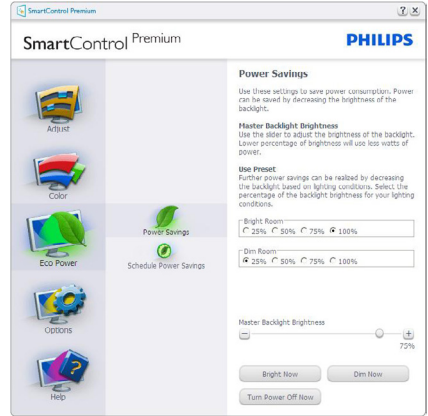 SmartControl Premium
SmartControl Premium
PHILIPS
Adjust
Color
Eco Power
Options
Help
Power Savings
Schedule Power Savings
Power Savings
Use these settings to save power consumption. Power
can be saved by decreasing the brightness of the
backlight.
Master Backlight Brightness
Use the slider to adjust the brightness of the backlight.
Lower percentage of brightness will use less watts of
power.
Use Preset
Further power savings can be realized by decreasing
the backlight based on lighting conditions. Select the
percentage of the backlight brightness for your lighting
conditions.
Bright Room
25% 50% 75% 100%
Dim Room
25% 50% 75% 100%
Master Backlight Brightness
75%
Bright Now Dim Now
Turn Power Off Now